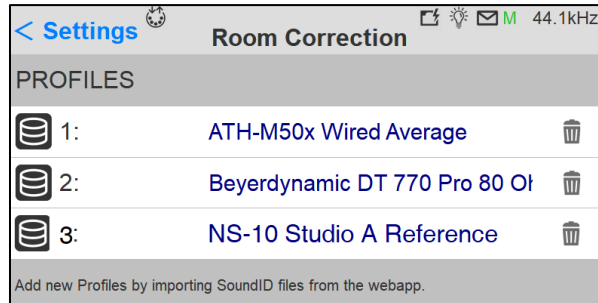 < Settings
Room Correction
M 44.1kHz
PROFILES
1: ATH-M50x Wired Average
2: Beyerdynamic DT 770 Pro 80 Oh
3: NS-10 Studio A Reference
Add new Profiles by importing SoundID files from the webapp.